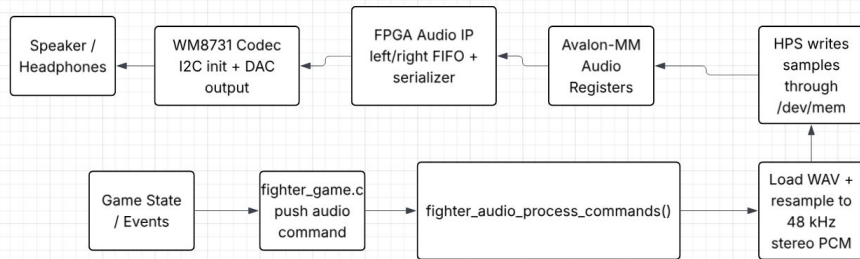 Speaker /
Headphones
WM8731 Codec
I2C init + DAC
output
FPGA Audio IP
left/right FIFO +
serializer
Avalon-MM
Audio
Registers
HPS writes
samples
through
/dev/mem
Game State
/ Events
fighter_game.c
push audio
command
fighter_audio_process_commands()
Load WAV +
resample to
48 kHz
stereo PCM